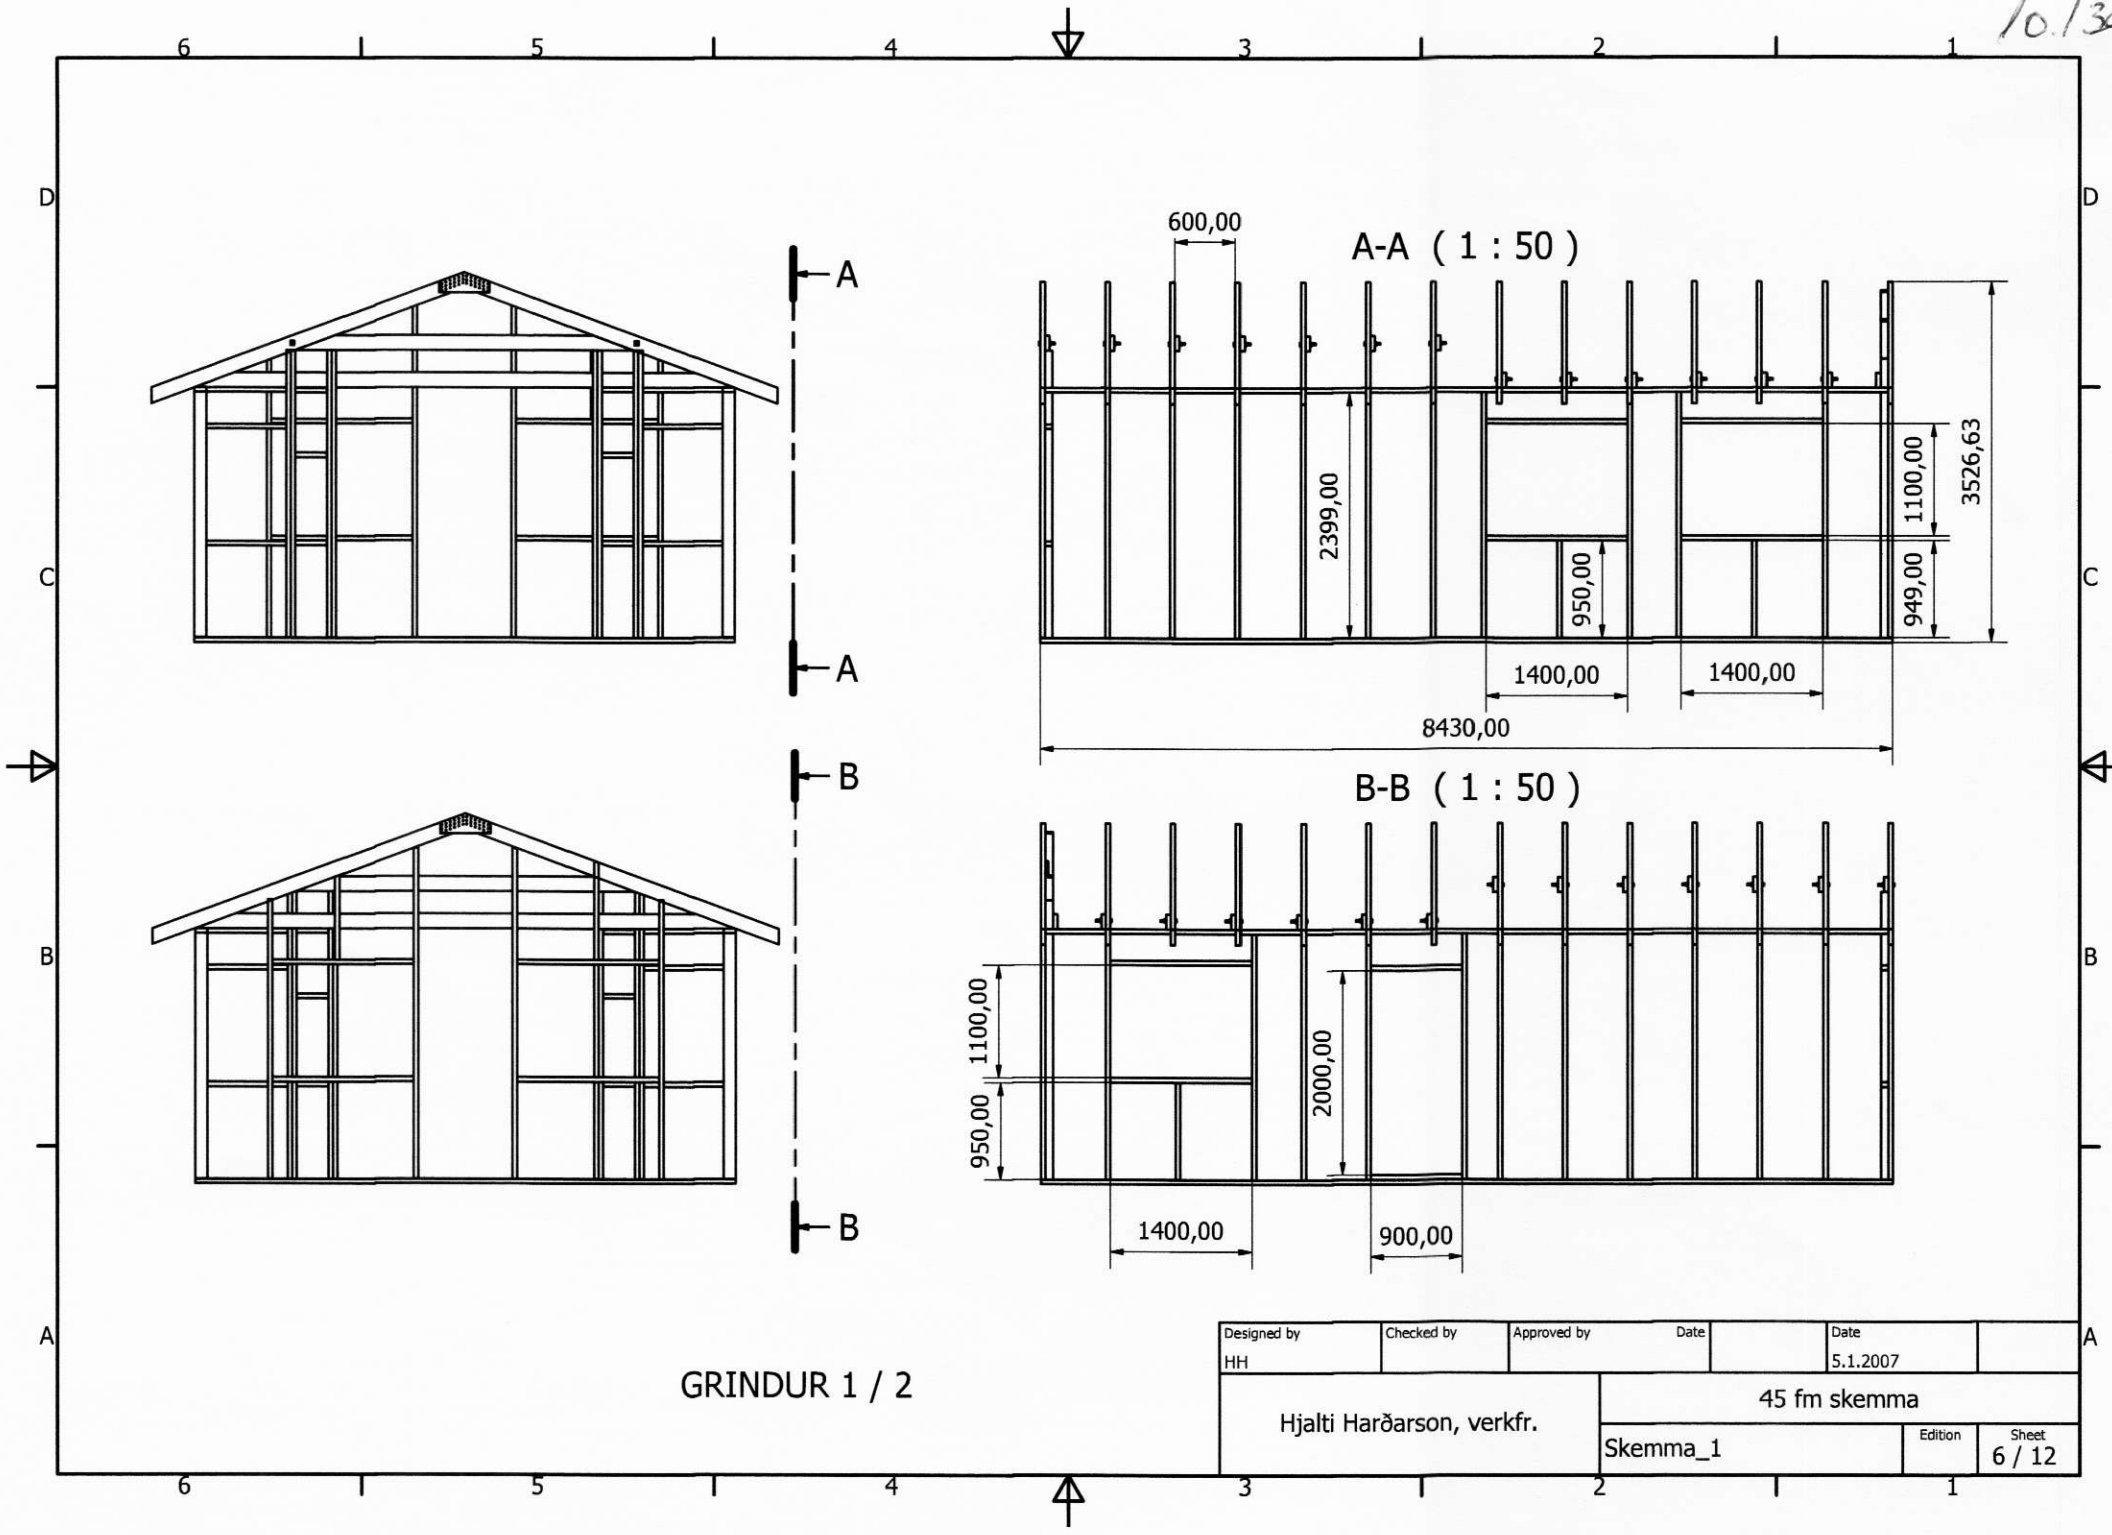 6 5 4 3 2 1
D D
600,00
A-A ( 1 : 50 )
A
2399,00
950,00
1100,00
949,00
3526,63
C C
A
1400,00
1400,00
8430,00
B
B-B ( 1 : 50 )
B B
1100,00
950,00
2000,00
B
1400,00
900,00
A A
GRINDUR 1 / 2
Designed by
HH
Checked by
Approved by
Date
Date
5.1.2007
Hjalti Harðarson, verkfr.
45 fm skemma
Skemma_1
Edition
Sheet
6 / 12
6 5 4 3 2 1